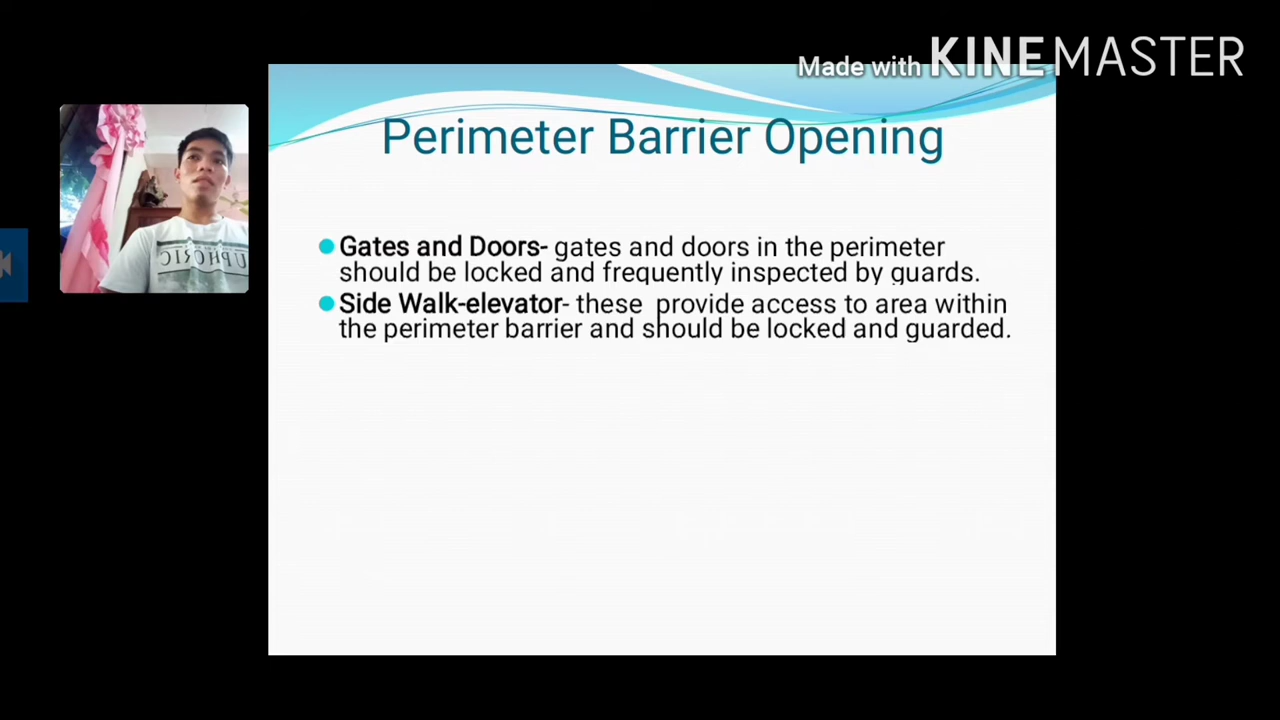 Made with KINEMASTER
Perimeter Barrier Opening
Gates and Doors- gates and doors in the perimeter
should be locked and frequently inspected by guards.
Side Walk-elevator- these provide access to area within
the perimeter barrier and should be locked and guarded.
EUPHORIC